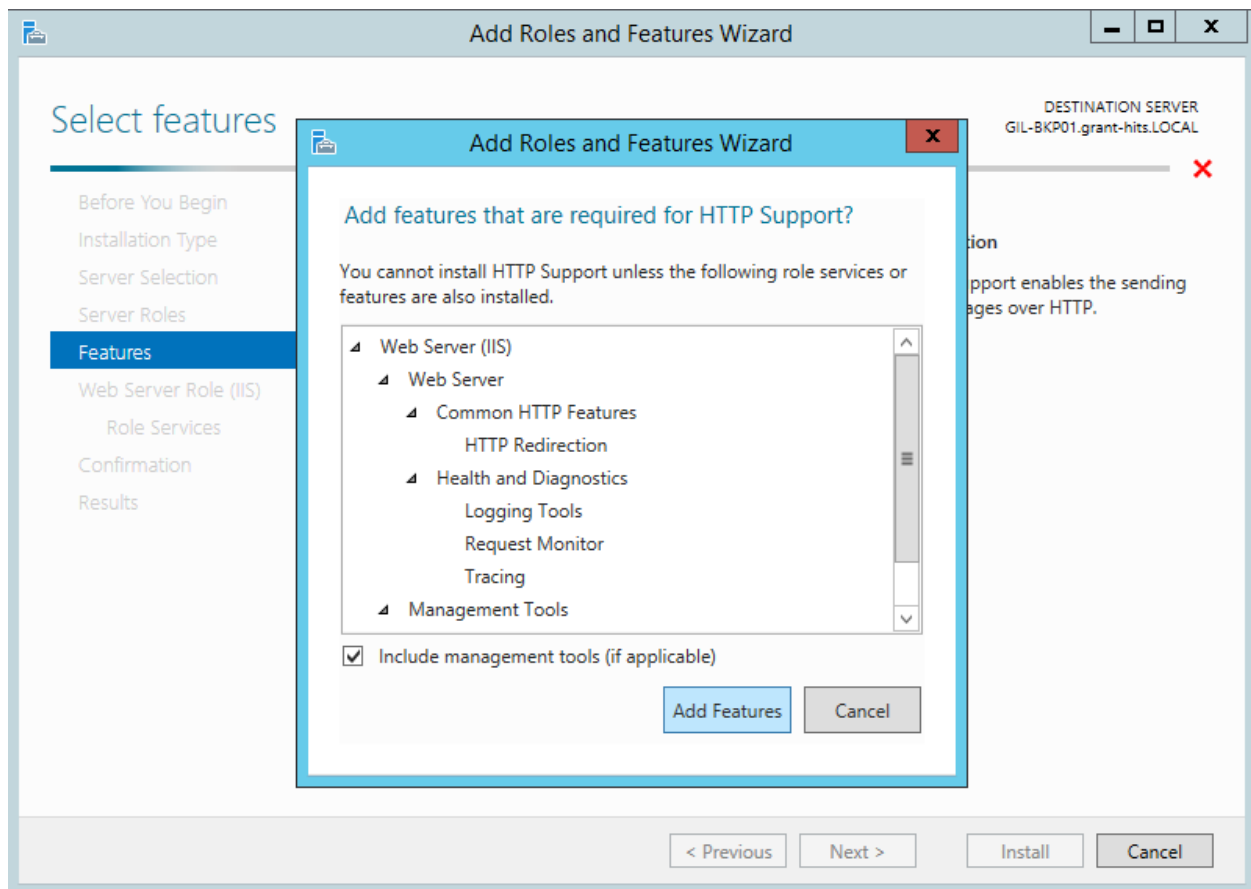 Add Roles and Features Wizard
Select features
DESTINATION SERVER
GIL-BKP01.grant-hits.LOCAL
Before You Begin
Installation Type
Server Selection
Server Roles
Features
Web Server Role (IIS)
Role Services
Confirmation
Results
Add Roles and Features Wizard
x
Add features that are required for HTTP Support?
You cannot install HTTP Support unless the following role services or
features are also installed.
Web Server (IIS)
Web Server
Common HTTP Features
HTTP Redirection
Health and Diagnostics
Logging Tools
Request Monitor
Tracing
Management Tools
Include management tools (if applicable)
Add Features
Cancel
tion
pport enables the sending
ages over HTTP.
< Previous
Next >
Install
Cancel